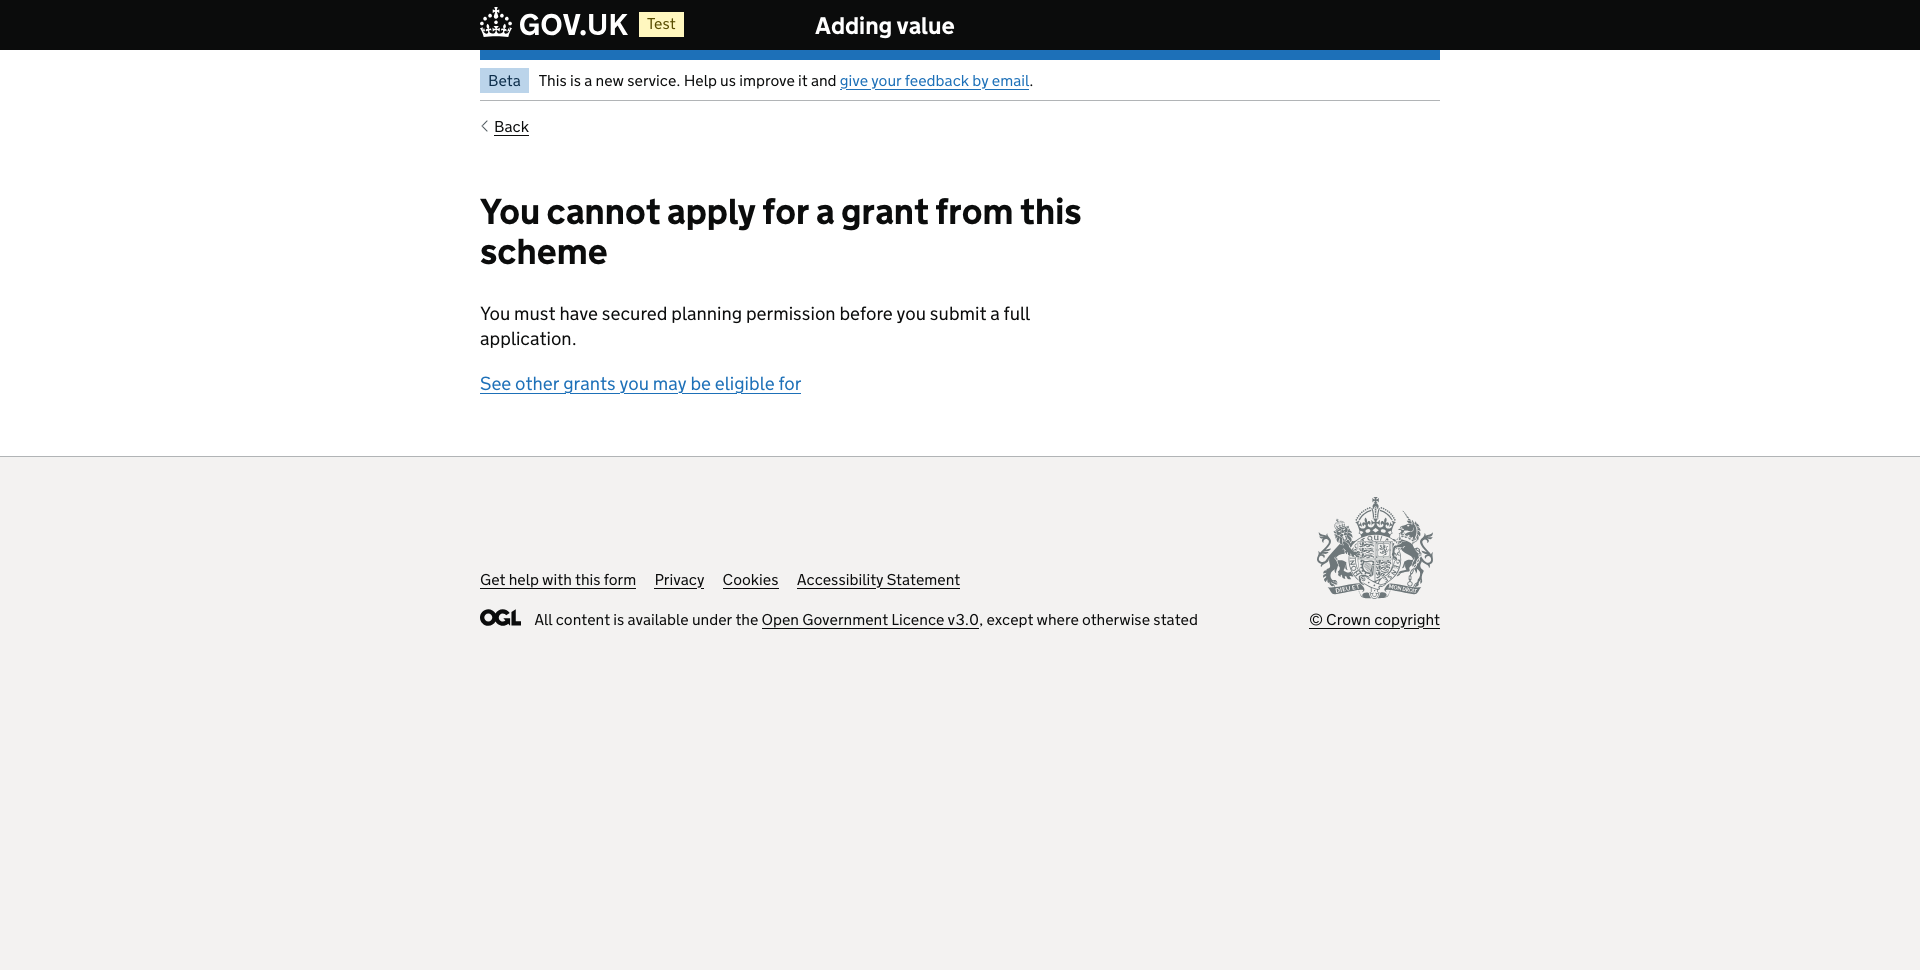 GOV.UK Test Adding value
Beta This is a new service. Help us improve it and give your feedback by email.
Back
You cannot apply for a grant from this
scheme
You must have secured planning permission before you submit a full
application.
See other grants you may be eligible for
Get help with this form Privacy Cookies Accessibility Statement
OGL All content is available under the Open Government Licence v3.0, except where otherwise stated
© Crown copyright